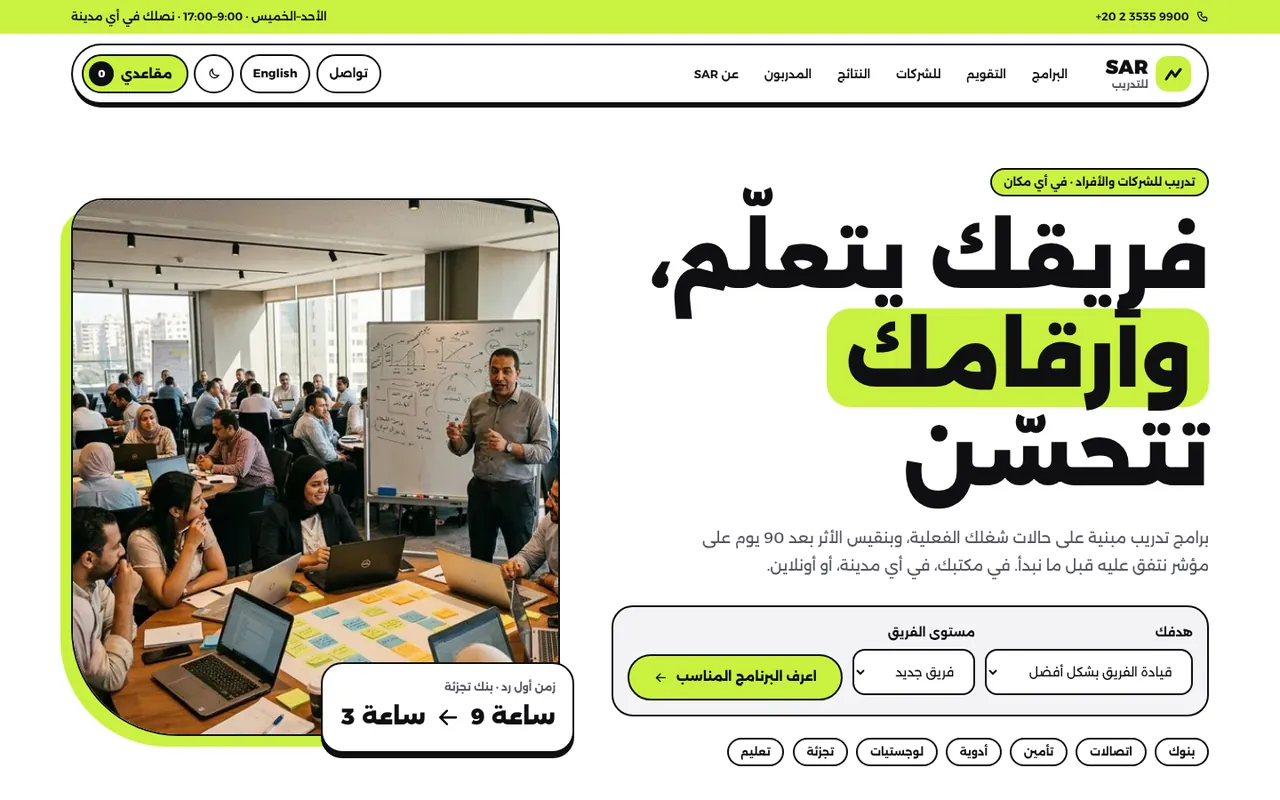 +20 2 3535 9900
الأحد-الخميس · 9:00–17:00 · نصلك في أي مدينة
SAR
للتدريب
البرامج
التقويم
للشركات
النتائج
المدربون
عن SAR
تواصل
English
مقاعدي 0
تدريب للشركات والأفراد · في أي مكان
فريقك يتعلّم،
وأرقامك
تتحسّن
برامج تدريب مبنية على حالات شغلك الفعلية، وبنقيس الأثر بعد 90 يوم على
مؤشر نتفق عليه قبل ما نبدأ. في مكتبك، في أي مدينة، أو أونلاين.
هدفك
قيادة الفريق بشكل أفضل
مستوى الفريق
فريق جديد
اعرف البرنامج المناسب ←
بنوك
اتصالات
تأمين
أدوية
لوجستيات
تجزئة
تعليم
زمن أول رد · بنك تجزئة
9 ساعة ← 3 ساعة